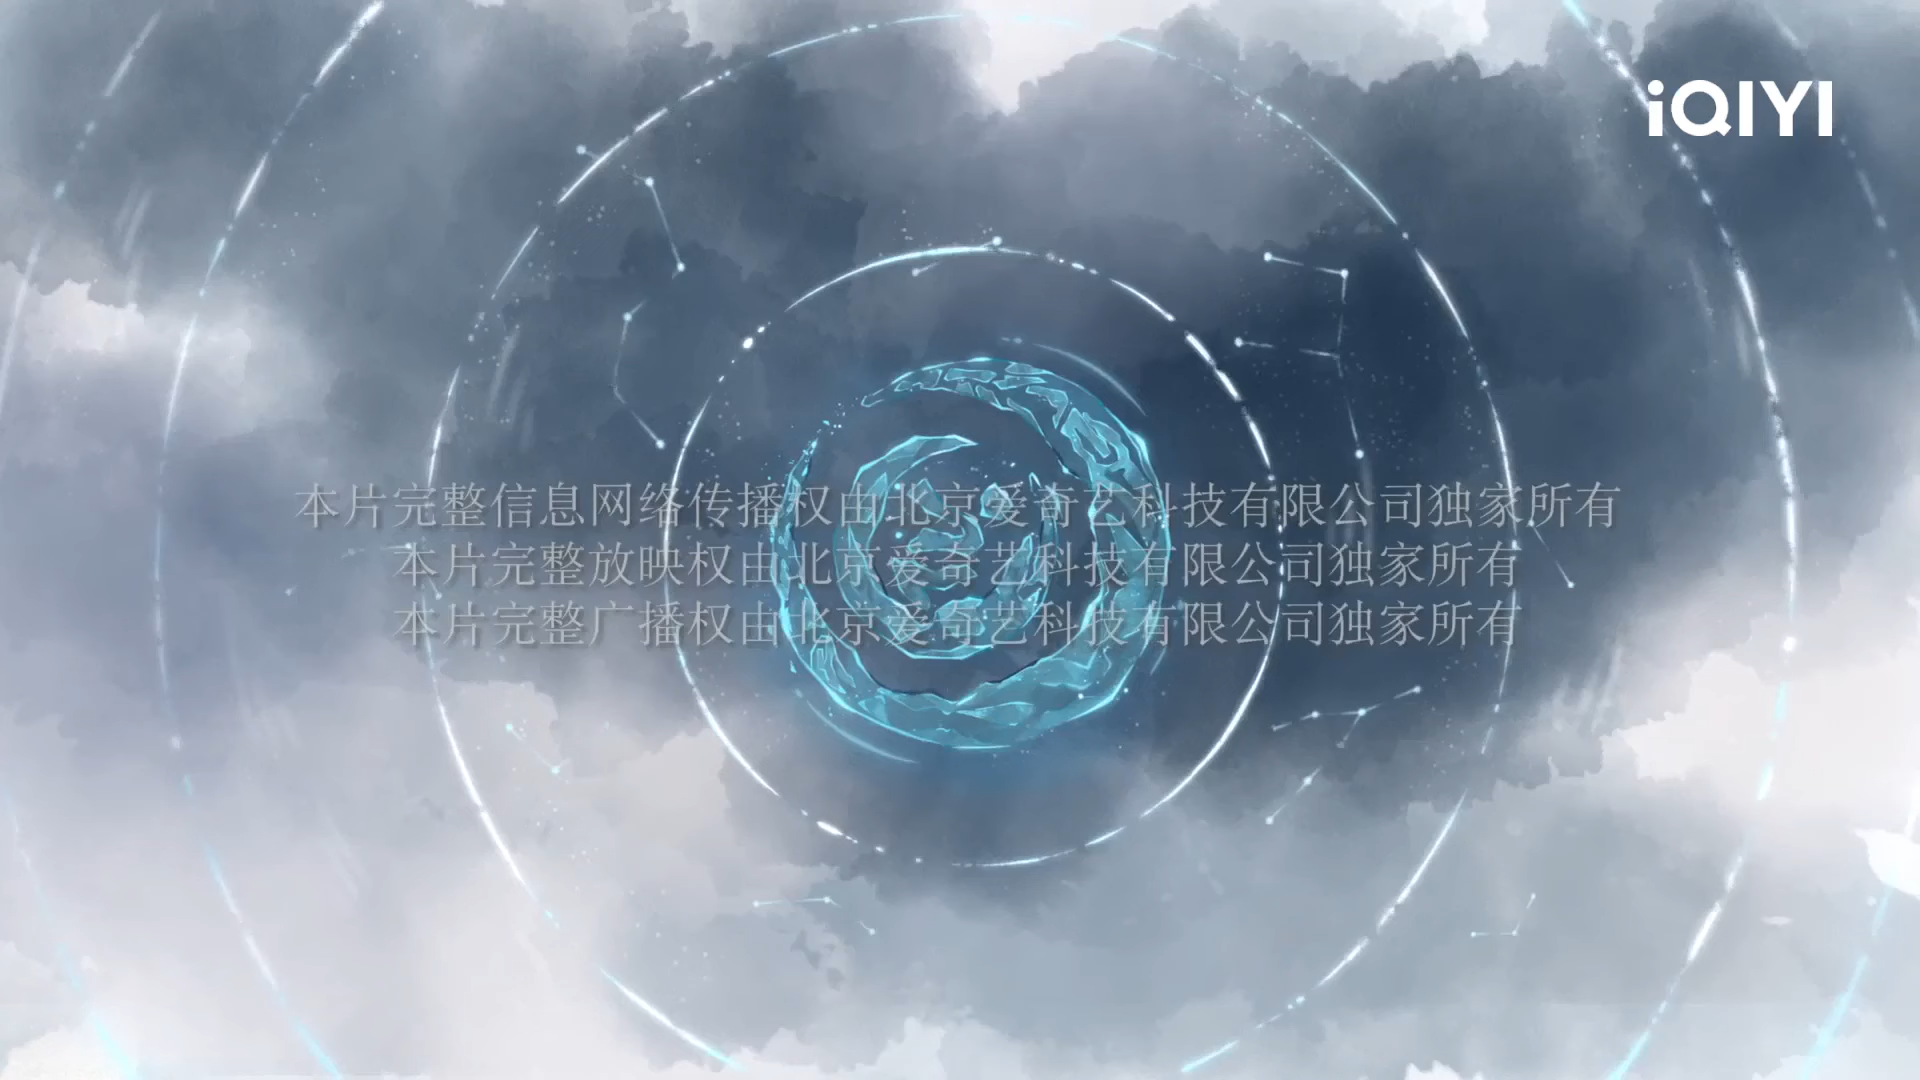 iQIYI
本片完整信息网络传播权由北京爱奇艺科技有限公司独家所有
本片完整放映权由北京爱奇艺科技有限公司独家所有
本片完整广播权由北京爱奇艺科技有限公司独家所有